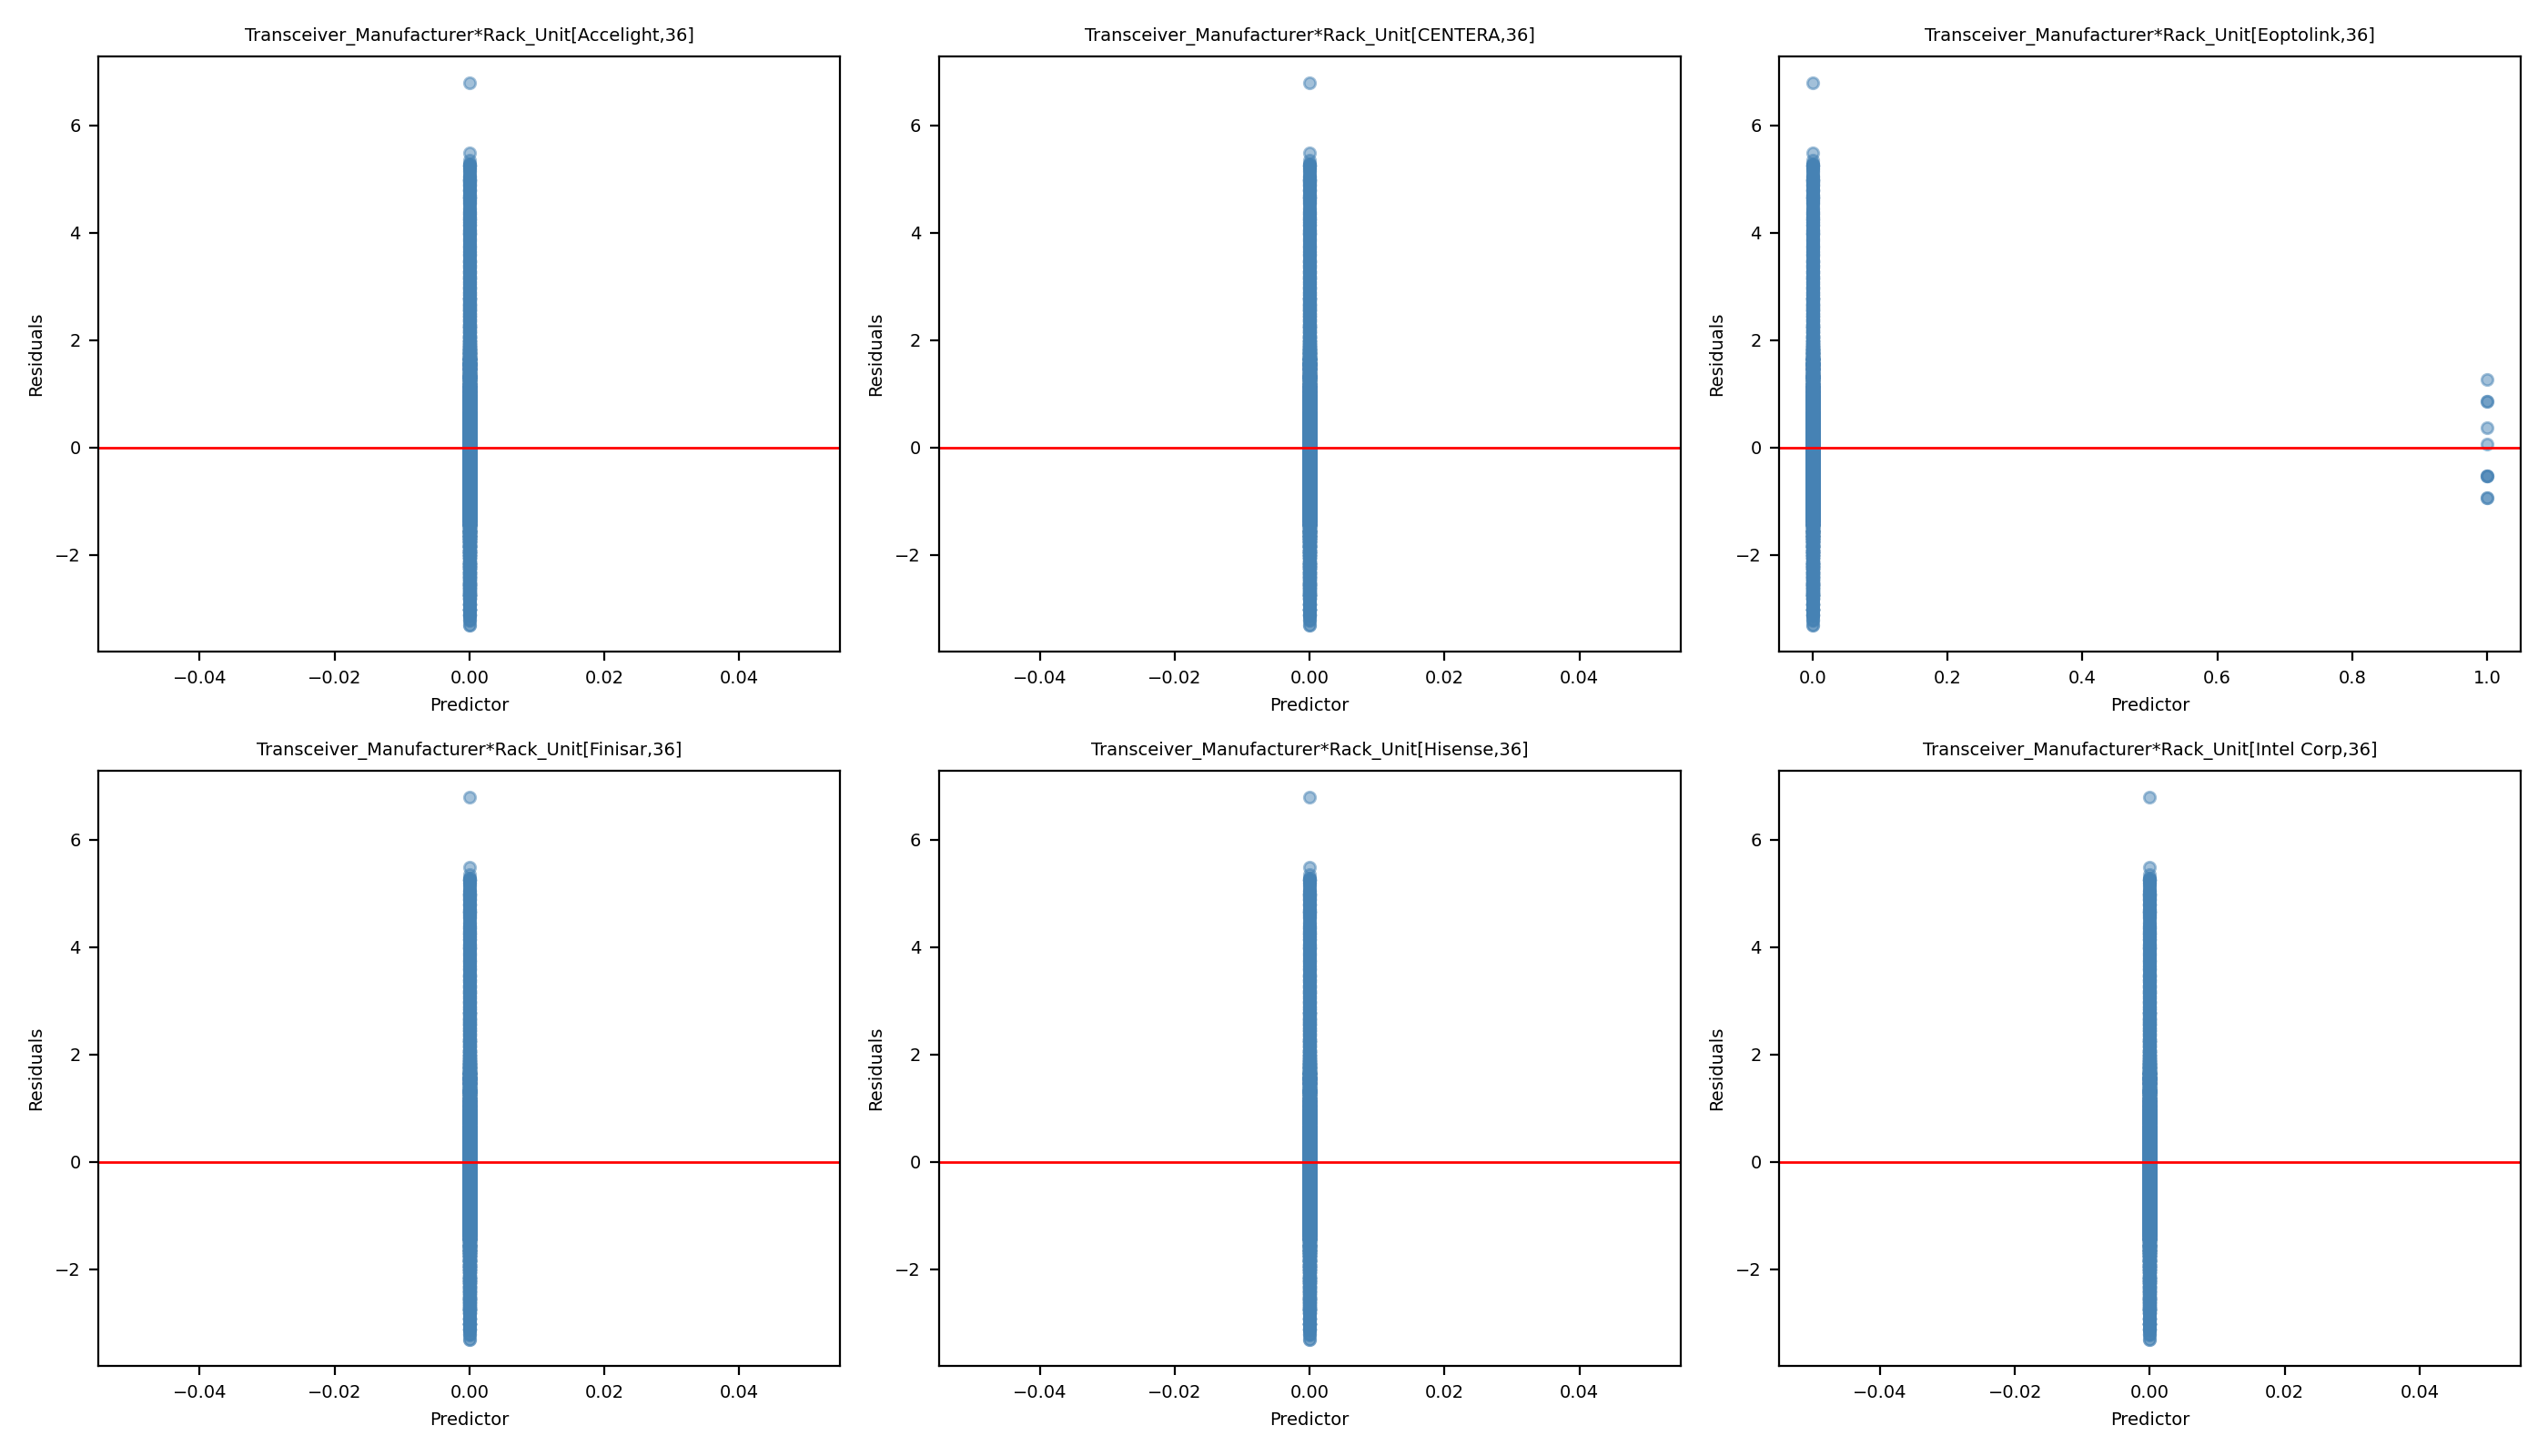 Transceiver_Manufacturer*Rack_Unit[Accelight,36]
6
4
2
0
−2
Residuals
−0.04 −0.02 0.00 0.02 0.04
Predictor
Transceiver_Manufacturer*Rack_Unit[CENTERA,36]
6
4
2
0
−2
Residuals
−0.04 −0.02 0.00 0.02 0.04
Predictor
Transceiver_Manufacturer*Rack_Unit[Eoptolink,36]
6
4
2
0
−2
Residuals
0.0 0.2 0.4 0.6 0.8 1.0
Predictor
Transceiver_Manufacturer*Rack_Unit[Finisar,36]
6
4
2
0
−2
Residuals
−0.04 −0.02 0.00 0.02 0.04
Predictor
Transceiver_Manufacturer*Rack_Unit[Hisense,36]
6
4
2
0
−2
Residuals
−0.04 −0.02 0.00 0.02 0.04
Predictor
Transceiver_Manufacturer*Rack_Unit[Intel Corp,36]
6
4
2
0
−2
Residuals
−0.04 −0.02 0.00 0.02 0.04
Predictor